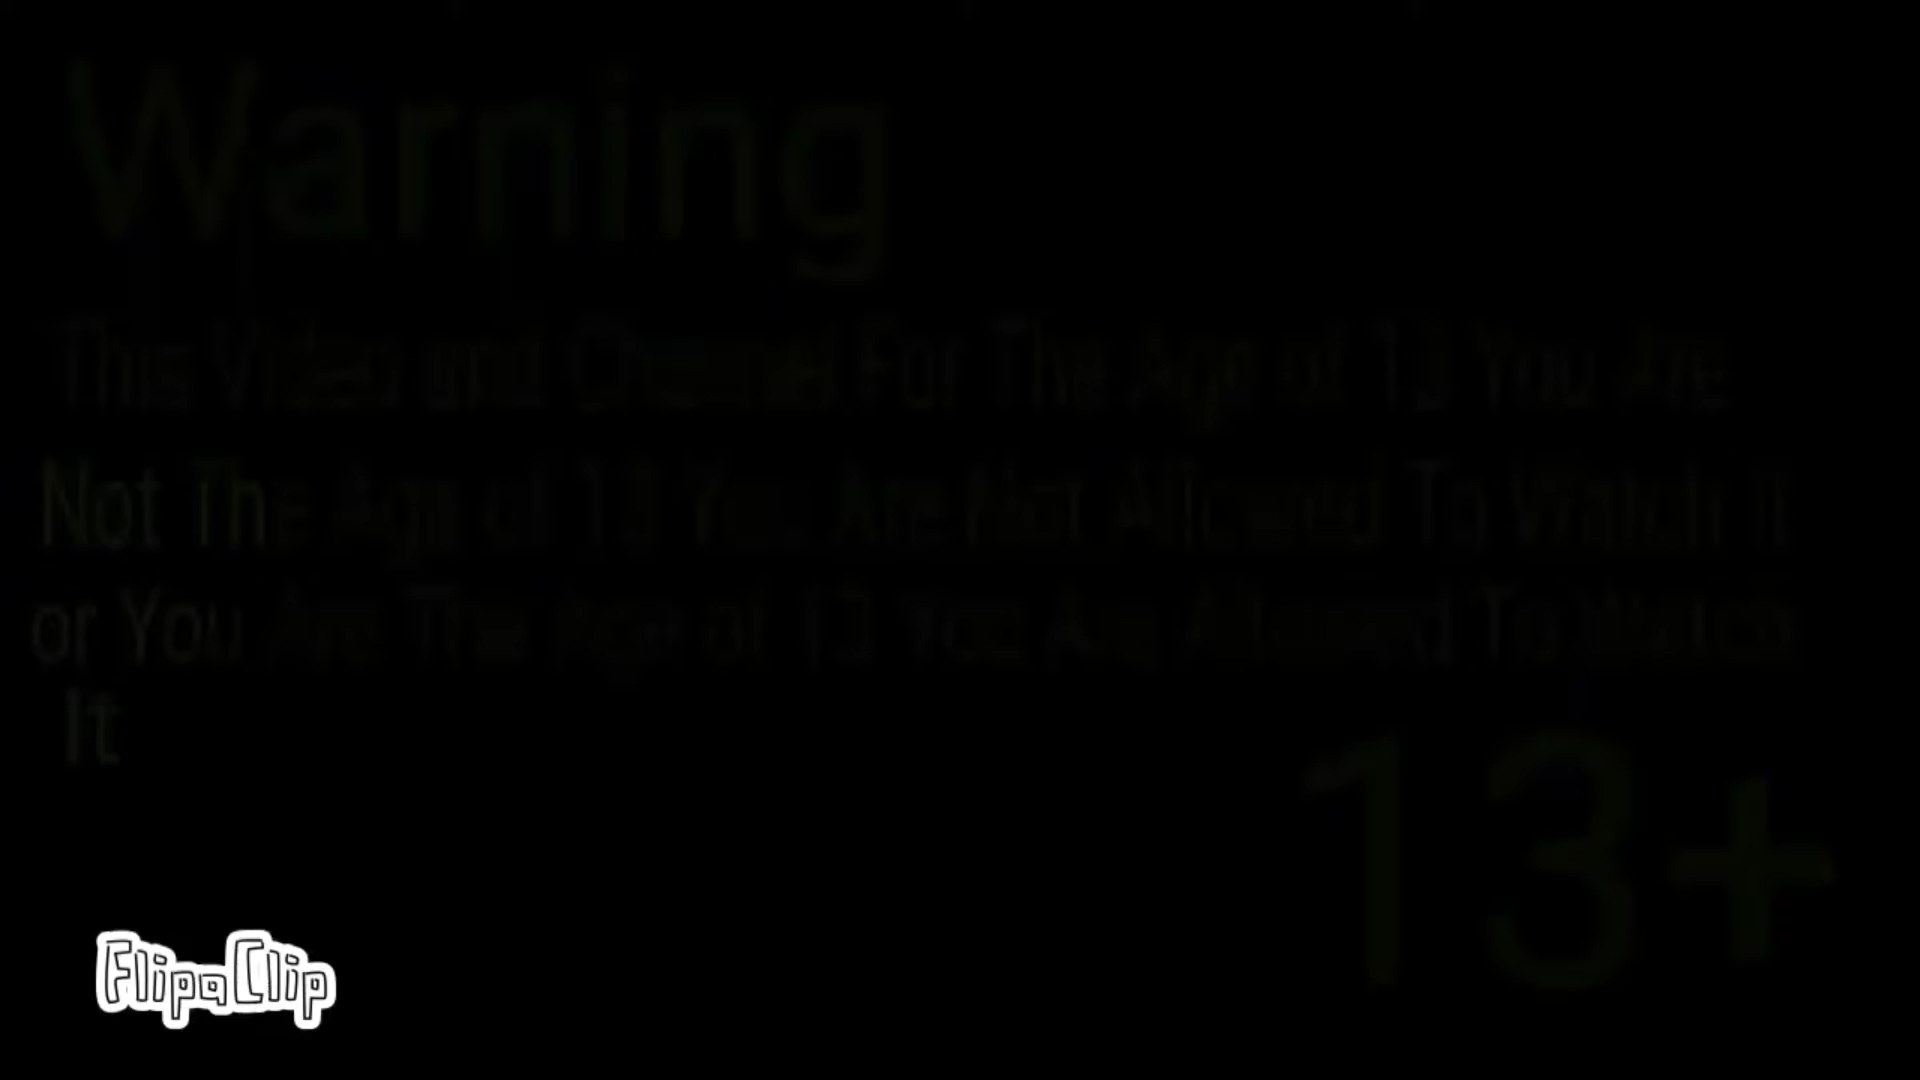 Warning
This Video and Channel For The Age of 13 You Are
Not The Age of 13 You Are Not Allowed To Watch It
or You Are The Age of 13 You Are Allowed To Watch
It
13+
FlipaClip